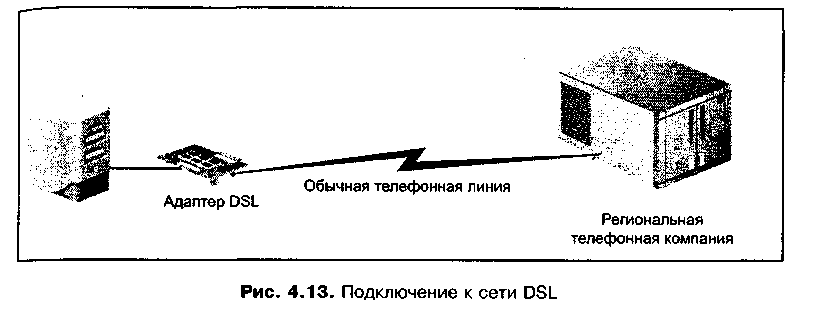 Адаптер DSL
Обычная телефонная линия
Региональная
телефонная компания
Рис. 4.13. Подключение к сети DSL